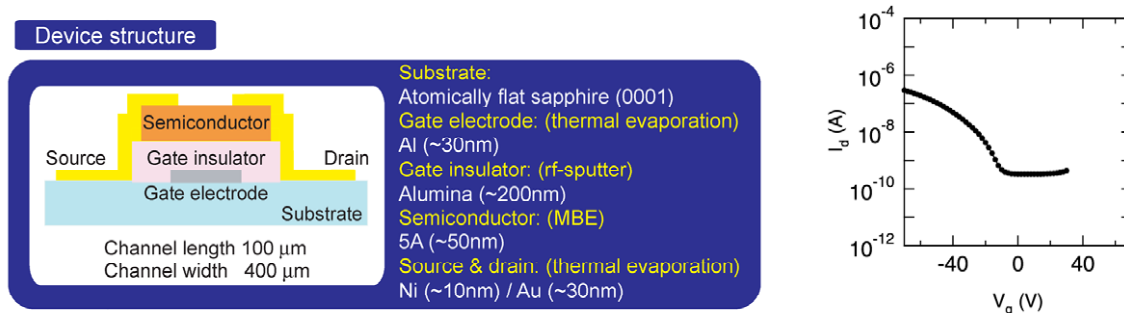 Device structure
Substrate:
Atomically flat sapphire (0001)
Gate electrode: (thermal evaporation)
Al (~30nm)
Gate insulator: (rf-sputter)
Alumina (~200nm)
Semiconductor: (MBE)
5A (~50nm)
Source & drain: (thermal evaporation)
Ni (~10nm) / Au (~30nm)
Semiconductor
Source
Gate insulator
Drain
Gate electrode
Substrate
Channel length 100 μm
Channel width 400 μm
10-4
10-6
10-8
10-10
10-12
Id (A)
-40 0 40
Vg (V)